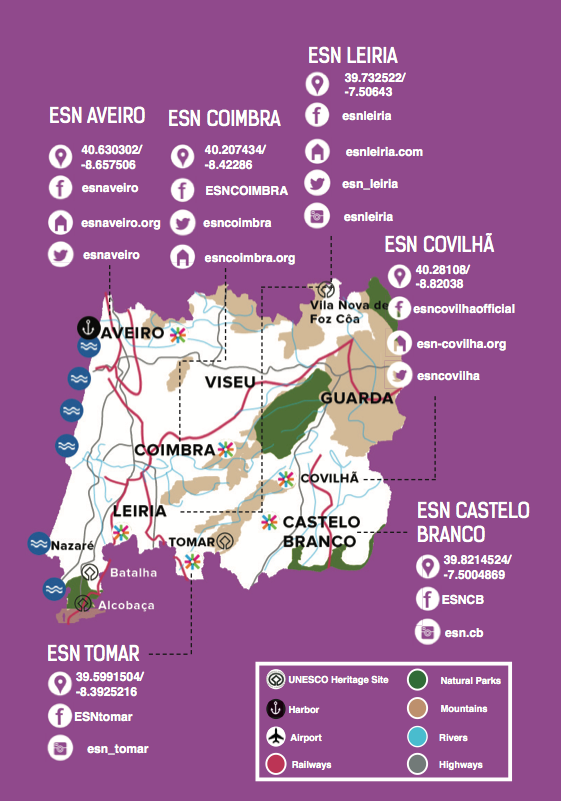 ESN LEIRIA
39.732522/
-7.50643
esnleiria
esnleiria.com
esn_leiria
esnleiria
ESN AVEIRO
40.630302/
-8.657506
esnaveiro
esnaveiro.org
esnaveiro
ESN COIMBRA
40.207434/
-8.42286
ESNCOIMBRA
esncoimbra
esncoimbra.org
ESN COVILHÃ
40.28108/
-8.82038
esncovilhaofficial
esn-covilha.org
esncovilha
Vila Nova de
Foz Côa
AVEIRO
VISEU
GUARDA
COIMBRA
COVILHÃ
LEIRIA
CASTELO
BRANCO
TOMAR
Nazaré
Batalha
Alcobaça
ESN CASTELO
BRANCO
39.8214524/
-7.5004869
ESNCB
esn.cb
ESN TOMAR
39.5991504/
-8.3925216
ESNtomar
esn_tomar
UNESCO Heritage Site
Harbor
Airport
Railways
Natural Parks
Mountains
Rivers
Highways